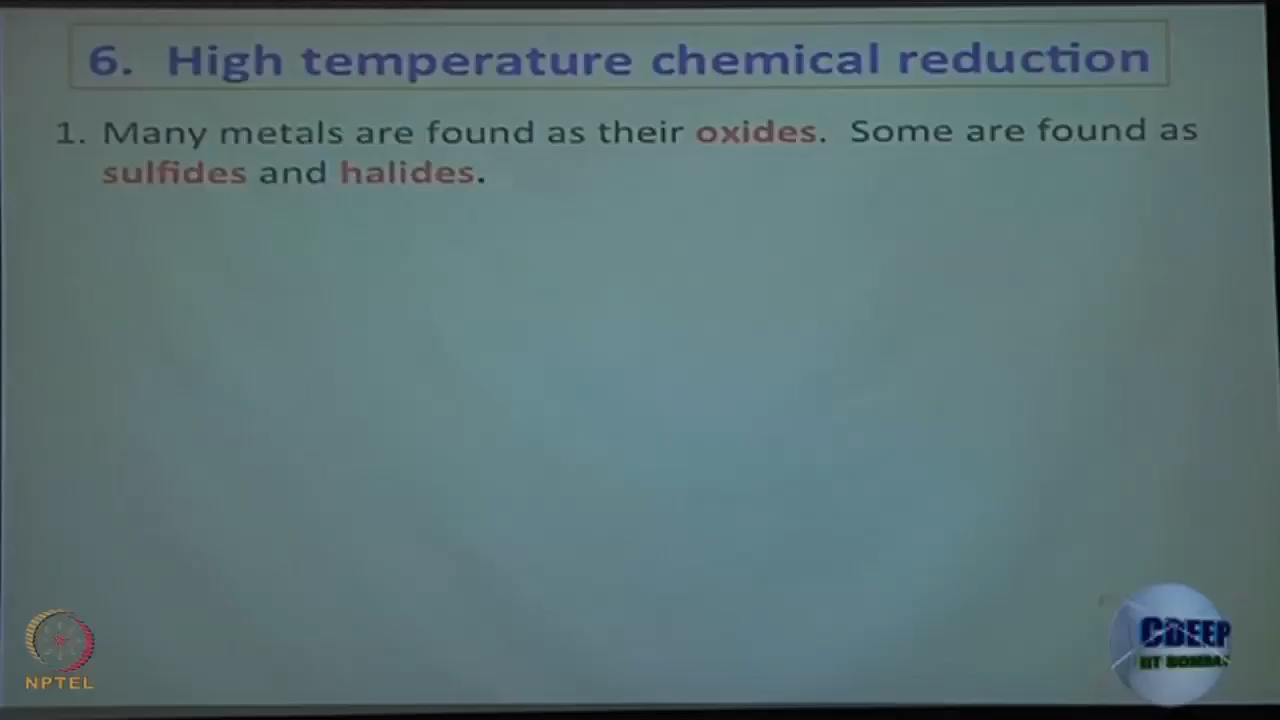 6. High temperature chemical reduction
1. Many metals are found as their oxides. Some are found as
sulfides and halides.
NPTEL
CDEEP
IIT BOMBAY